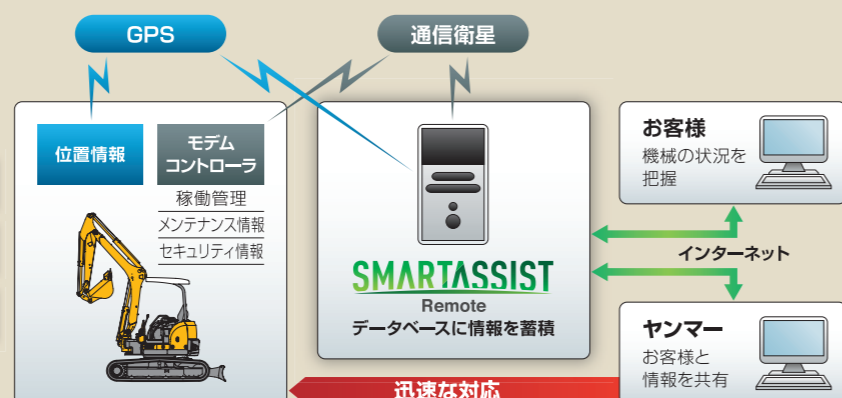 GPS
通信衛星
位置情報
モデム
コントローラ
稼働管理
メンテナンス情報
セキュリティ情報
SMARTASSIST
Remote
データベースに情報を蓄積
お客様
機械の状況を
把握
インターネット
ヤンマー
お客様と
情報を共有
迅速な対応